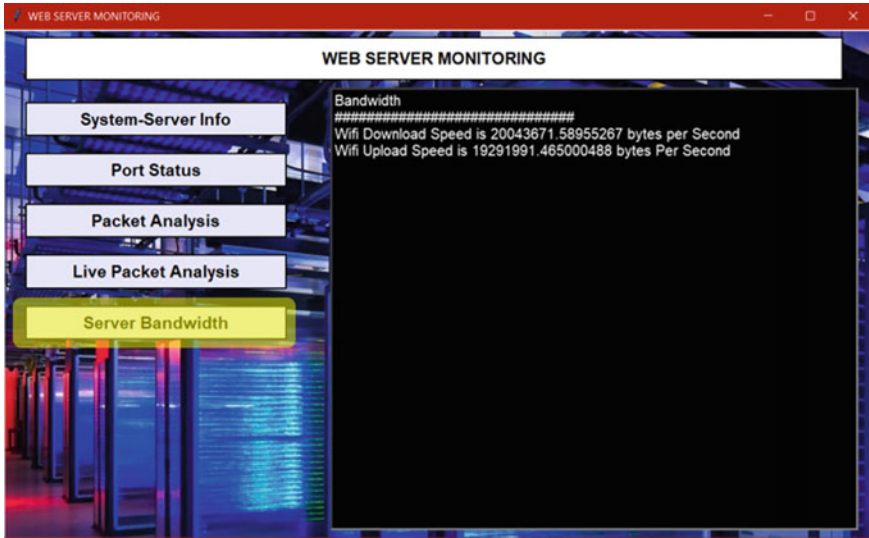 WEB SERVER MONITORING
WEB SERVER MONITORING
System-Server Info
Port Status
Packet Analysis
Live Packet Analysis
Server Bandwidth
Bandwidth
##############################
Wifi Download Speed is 20043671.58955267 bytes per Second
Wifi Upload Speed is 19291991.465000488 bytes Per Second